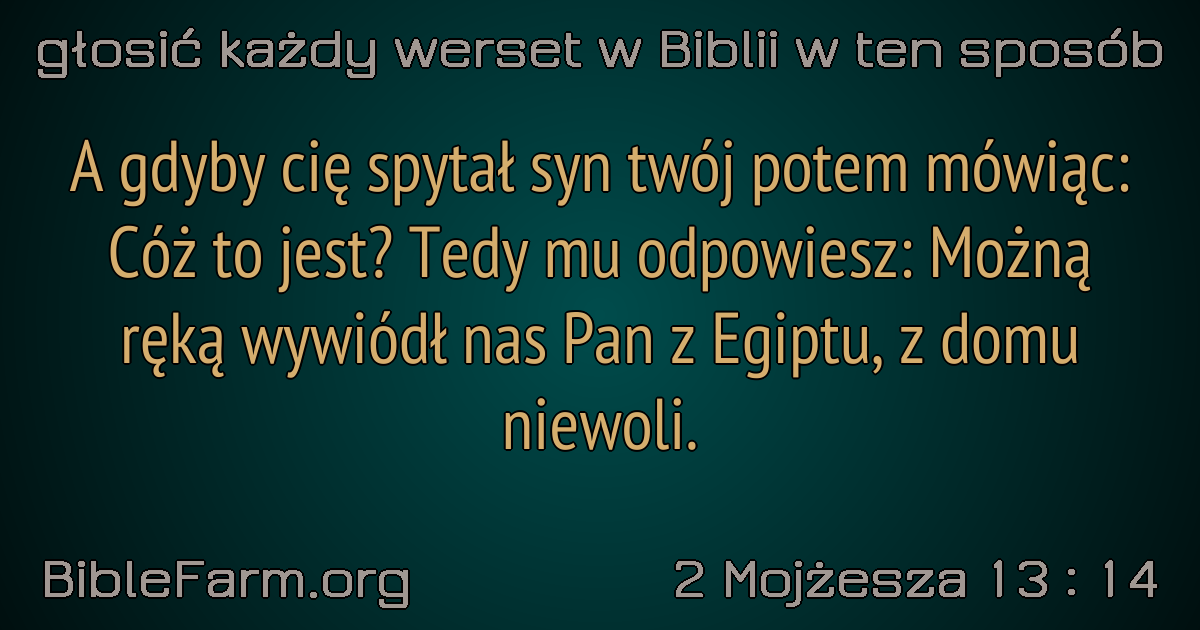 głosić każdy werset w Biblii w ten sposób
A gdyby cię spytał syn twój potem mówiąc:
Cóż to jest? Tedy mu odpowiesz: Możną
ręką wywiódł nas Pan z Egiptu, z domu
niewoli.
BibleFarm.org
2 Mojżesza 13 : 14